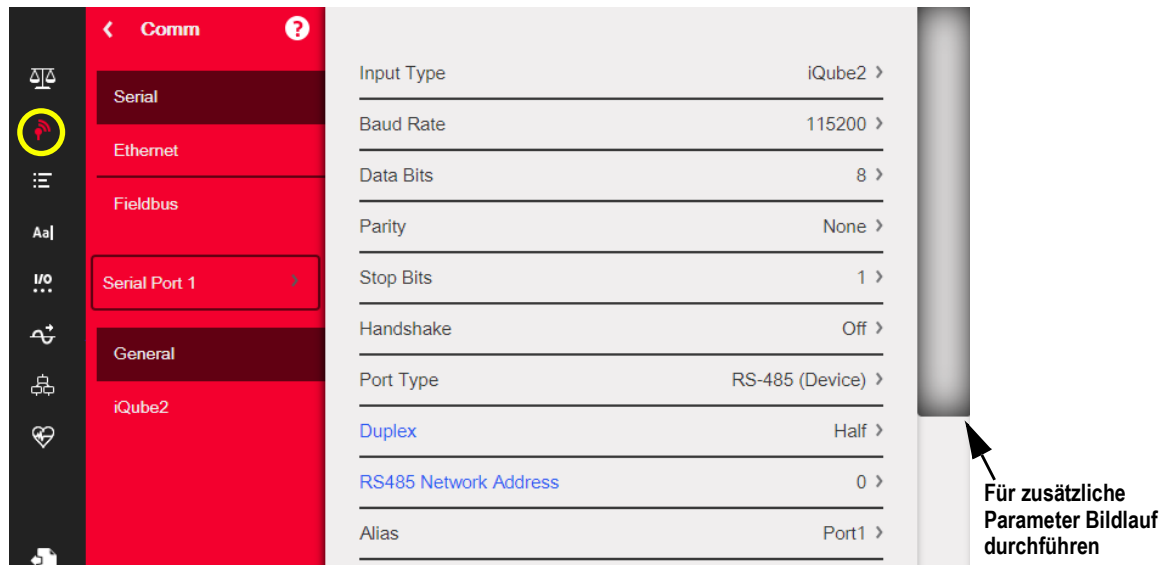 Comm ?
Serial
Ethernet
Fieldbus
Serial Port 1
General
iQube2
Aa
I/O
Input Type iQube2
Baud Rate 115200
Data Bits 8
Parity None
Stop Bits 1
Handshake Off
Port Type RS-485 (Device)
Duplex Half
RS485 Network Address 0
Alias Port1
Für zusätzliche
Parameter Bildlauf
durchführen